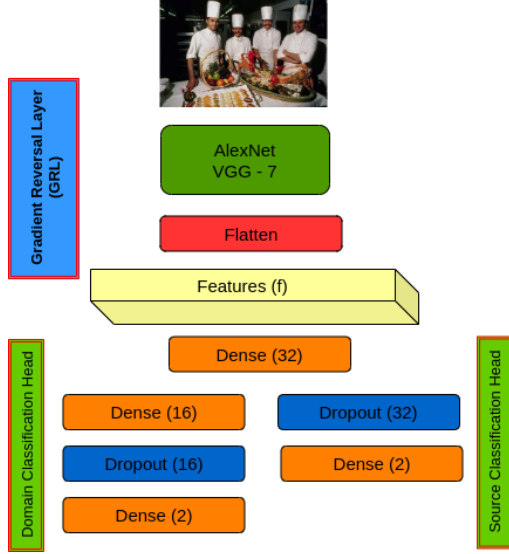 Gradient Reversal Layer
(GRL)
AlexNet
VGG - 7
Flatten
Features (f)
Dense (32)
Domain Classification Head
Dense (16)
Dropout (16)
Dense (2)
Dropout (32)
Dense (2)
Source Classification Head